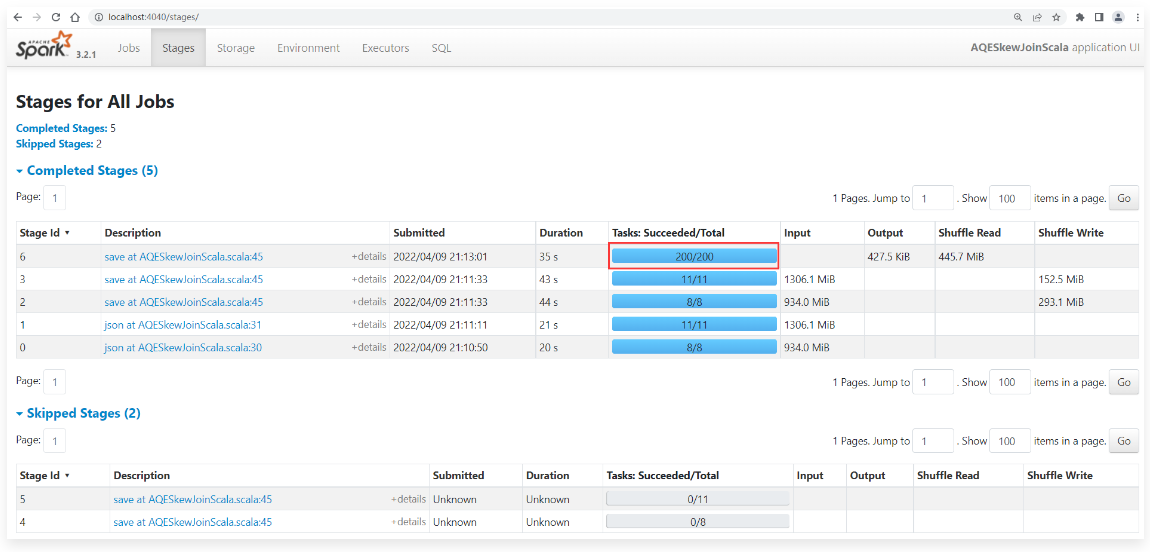 localhost:4040/stages/
APACHE Spark 3.2.1 Jobs Stages Storage Environment Executors SQL AQESkewJoinScala application UI
Stages for All Jobs
Completed Stages: 5
Skipped Stages: 2
Completed Stages (5)
Page: 1 1 Pages. Jump to 1 . Show 100 items in a page. Go
Stage Id Description Submitted Duration Tasks: Succeeded/Total Input Output Shuffle Read Shuffle Write
6 save at AQESkewJoinScala.scala:45 +details 2022/04/09 21:13:01 35 s 200/200 427.5 KiB 445.7 MiB
3 save at AQESkewJoinScala.scala:45 +details 2022/04/09 21:11:33 43 s 11/11 1306.1 MiB 152.5 MiB
2 save at AQESkewJoinScala.scala:45 +details 2022/04/09 21:11:33 44 s 8/8 934.0 MiB 293.1 MiB
1 json at AQESkewJoinScala.scala:31 +details 2022/04/09 21:11:11 21 s 11/11 1306.1 MiB
0 json at AQESkewJoinScala.scala:30 +details 2022/04/09 21:10:50 20 s 8/8 934.0 MiB
Page: 1 1 Pages. Jump to 1 . Show 100 items in a page. Go
Skipped Stages (2)
Page: 1 1 Pages. Jump to 1 . Show 100 items in a page. Go
Stage Id Description Submitted Duration Tasks: Succeeded/Total Input Output Shuffle Read Shuffle Write
5 save at AQESkewJoinScala.scala:45 +details Unknown Unknown 0/11
4 save at AQESkewJoinScala.scala:45 +details Unknown Unknown 0/8